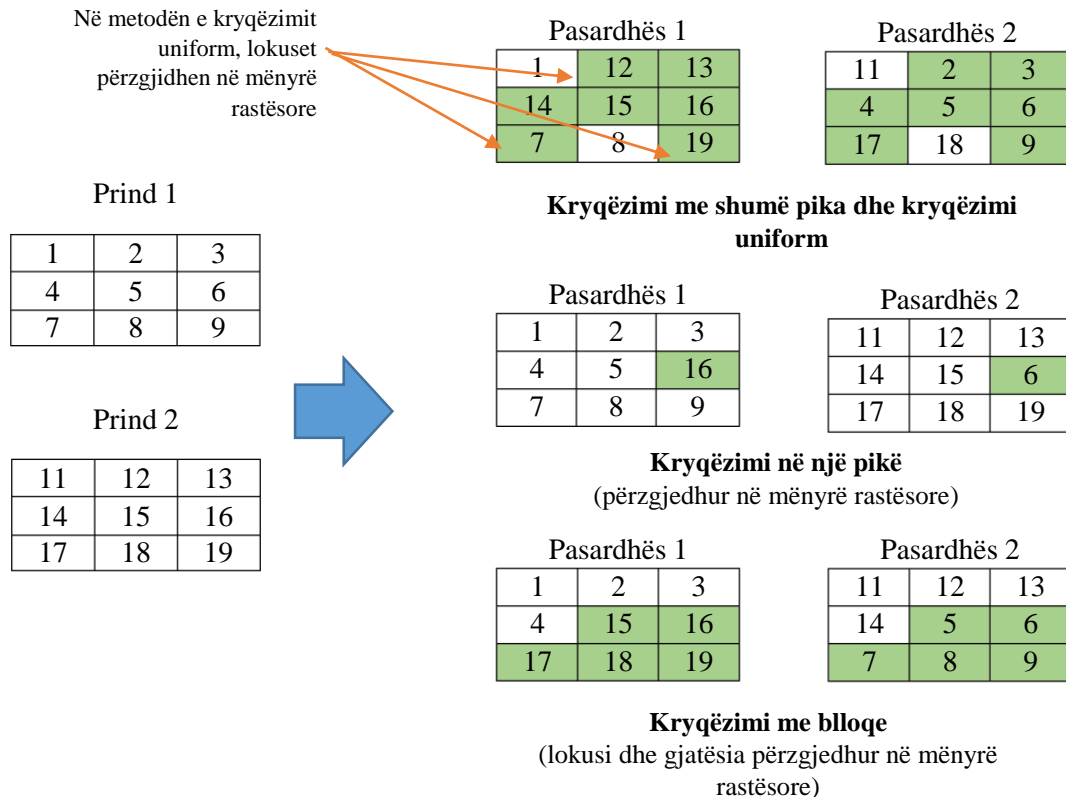 Në metodën e kryqëzimit
uniform, lokuset
përzgjidhen në mënyrë
rastësore
Prind 1
1 2 3
4 5 6
7 8 9
Prind 2
11 12 13
14 15 16
17 18 19
Pasardhës 1
1 12 13
14 15 16
7 8 19
Pasardhës 2
11 2 3
4 5 6
17 18 9
Kryqëzimi me shumë pika dhe kryqëzimi
uniform
Pasardhës 1
1 2 3
4 5 16
7 8 9
Pasardhës 2
11 12 13
14 15 6
17 18 19
Kryqëzimi në një pikë
(përzgjedhur në mënyrë rastësore)
Pasardhës 1
1 2 3
4 15 16
17 18 19
Pasardhës 2
11 12 13
14 5 6
7 8 9
Kryqëzimi me blloqe
(lokusi dhe gjatësia përzgjedhur në mënyrë
rastësore)